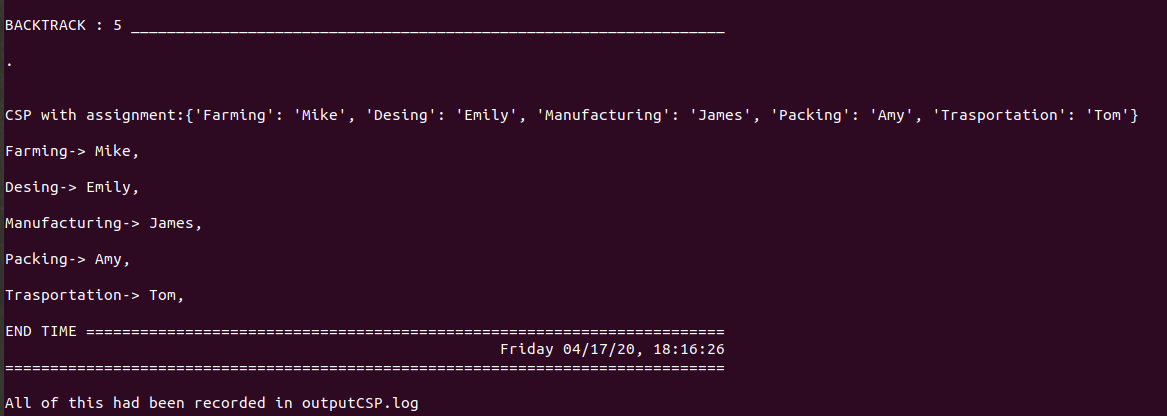 BACKTRACK : 5 __________________________________________________________________
.
CSP with assignment:{'Farming': 'Mike', 'Desing': 'Emily', 'Manufacturing': 'James', 'Packing': 'Amy', 'Trasportation': 'Tom'}
Farming-> Mike,
Desing-> Emily,
Manufacturing-> James,
Packing-> Amy,
Trasportation-> Tom,
END TIME =======================================================================
Friday 04/17/20, 18:16:26
================================================================================
All of this had been recorded in outputCSP.log